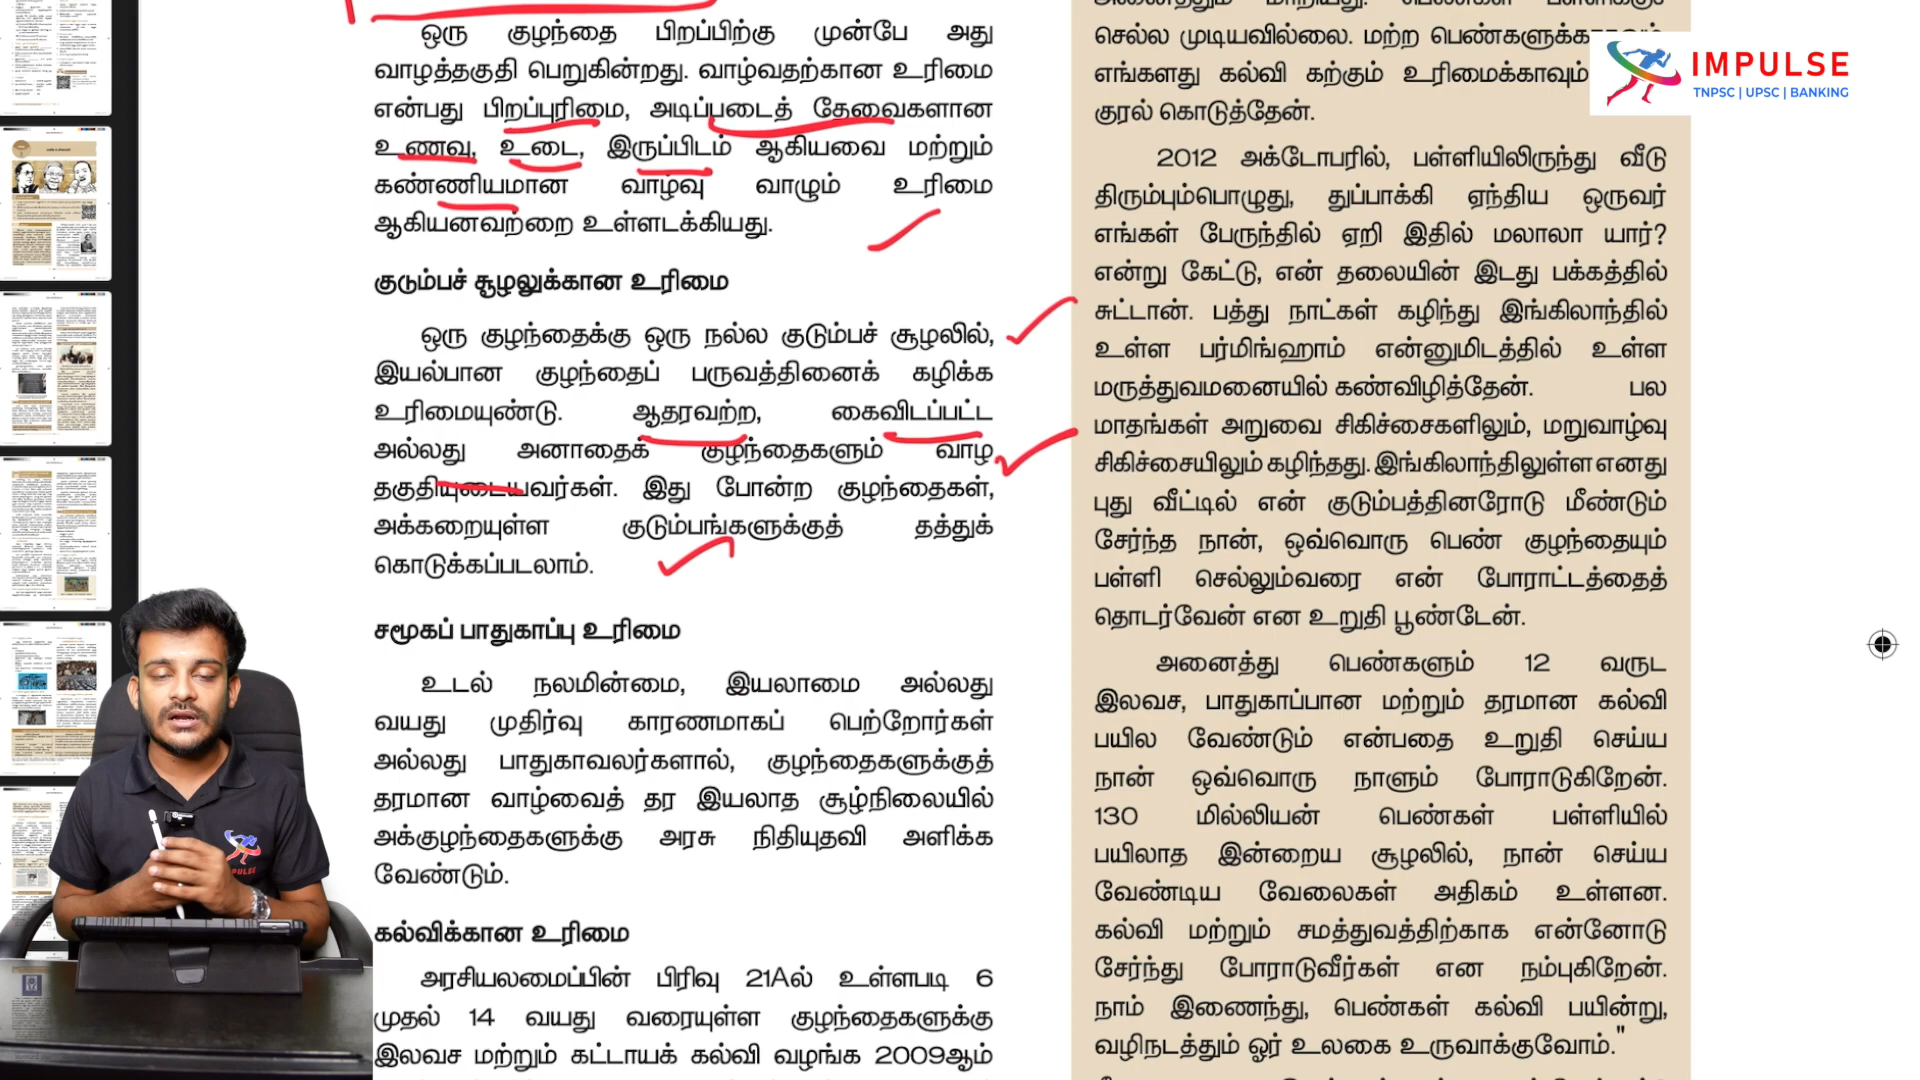 ஒரு குழந்தை பிறப்பிற்கு முன்பே அது
வாழத்தகுதி பெறுகின்றது. வாழ்வதற்கான உரிமை
என்பது பிறப்புரிமை, அடிப்படைத் தேவைகளான
உணவு, உடை, இருப்பிடம் ஆகியவை மற்றும்
கண்ணியமான வாழ்வு வாழும் உரிமை
ஆகியனவற்றை உள்ளடக்கியது.
குடும்பச் சூழலுக்கான உரிமை
ஒரு குழந்தைக்கு ஒரு நல்ல குடும்பச் சூழலில்,
இயல்பான குழந்தைப் பருவத்தினைக் கழிக்க
உரிமையுண்டு. ஆதரவற்ற, கைவிடப்பட்ட
அல்லது அனாதைக் குழந்தைகளும் வாழ
தகுதியுடையவர்கள். இது போன்ற குழந்தைகள்,
அக்கறையுள்ள குடும்பங்களுக்குத் தத்துக்
கொடுக்கப்படலாம்.
சமூகப் பாதுகாப்பு உரிமை
உடல் நலமின்மை, இயலாமை அல்லது
வயது முதிர்வு காரணமாகப் பெற்றோர்கள்
அல்லது பாதுகாவலர்களால், குழந்தைகளுக்குத்
தரமான வாழ்வைத் தர இயலாத சூழ்நிலையில்
அக்குழந்தைகளுக்கு அரசு நிதியுதவி அளிக்க
வேண்டும்.
கல்விக்கான உரிமை
அரசியலமைப்பின் பிரிவு 21Aல் உள்ளபடி 6
முதல் 14 வயது வரையுள்ள குழந்தைகளுக்கு
இலவச மற்றும் கட்டாயக் கல்வி வழங்க 2009ஆம்
அனைத்தும் மாறியது. பெண்கள் பள்ளிக்குச்
செல்ல முடியவில்லை. மற்ற பெண்களுக்காகவும்,
எங்களது கல்வி கற்கும் உரிமைக்காவும்
குரல் கொடுத்தேன்.
2012 அக்டோபரில், பள்ளியிலிருந்து வீடு
திரும்பும்பொழுது, துப்பாக்கி ஏந்திய ஒருவர்
எங்கள் பேருந்தில் ஏறி இதில் மலாலா யார்?
என்று கேட்டு, என் தலையின் இடது பக்கத்தில்
சுட்டான். பத்து நாட்கள் கழிந்து இங்கிலாந்தில்
உள்ள பர்மிங்ஹாம் என்னுமிடத்தில் உள்ள
மருத்துவமனையில் கண்விழித்தேன். பல
மாதங்கள் அறுவை சிகிச்சைகளிலும், மறுவாழ்வு
சிகிச்சையிலும் கழிந்தது. இங்கிலாந்திலுள்ள எனது
புது வீட்டில் என் குடும்பத்தினரோடு மீண்டும்
சேர்ந்த நான், ஒவ்வொரு பெண் குழந்தையும்
பள்ளி செல்லும்வரை என் போராட்டத்தைத்
தொடர்வேன் என உறுதி பூண்டேன்.
அனைத்து பெண்களும் 12 வருட
இலவச, பாதுகாப்பான மற்றும் தரமான கல்வி
பயில வேண்டும் என்பதை உறுதி செய்ய
நான் ஒவ்வொரு நாளும் போராடுகிறேன்.
130 மில்லியன் பெண்கள் பள்ளியில்
பயிலாத இன்றைய சூழலில், நான் செய்ய
வேண்டிய வேலைகள் அதிகம் உள்ளன.
கல்வி மற்றும் சமத்துவத்திற்காக என்னோடு
சேர்ந்து போராடுவீர்கள் என நம்புகிறேன்.
நாம் இணைந்து, பெண்கள் கல்வி பயின்று,
வழிநடத்தும் ஓர் உலகை உருவாக்குவோம்."
IMPULSE
TNPSC | UPSC | BANKING